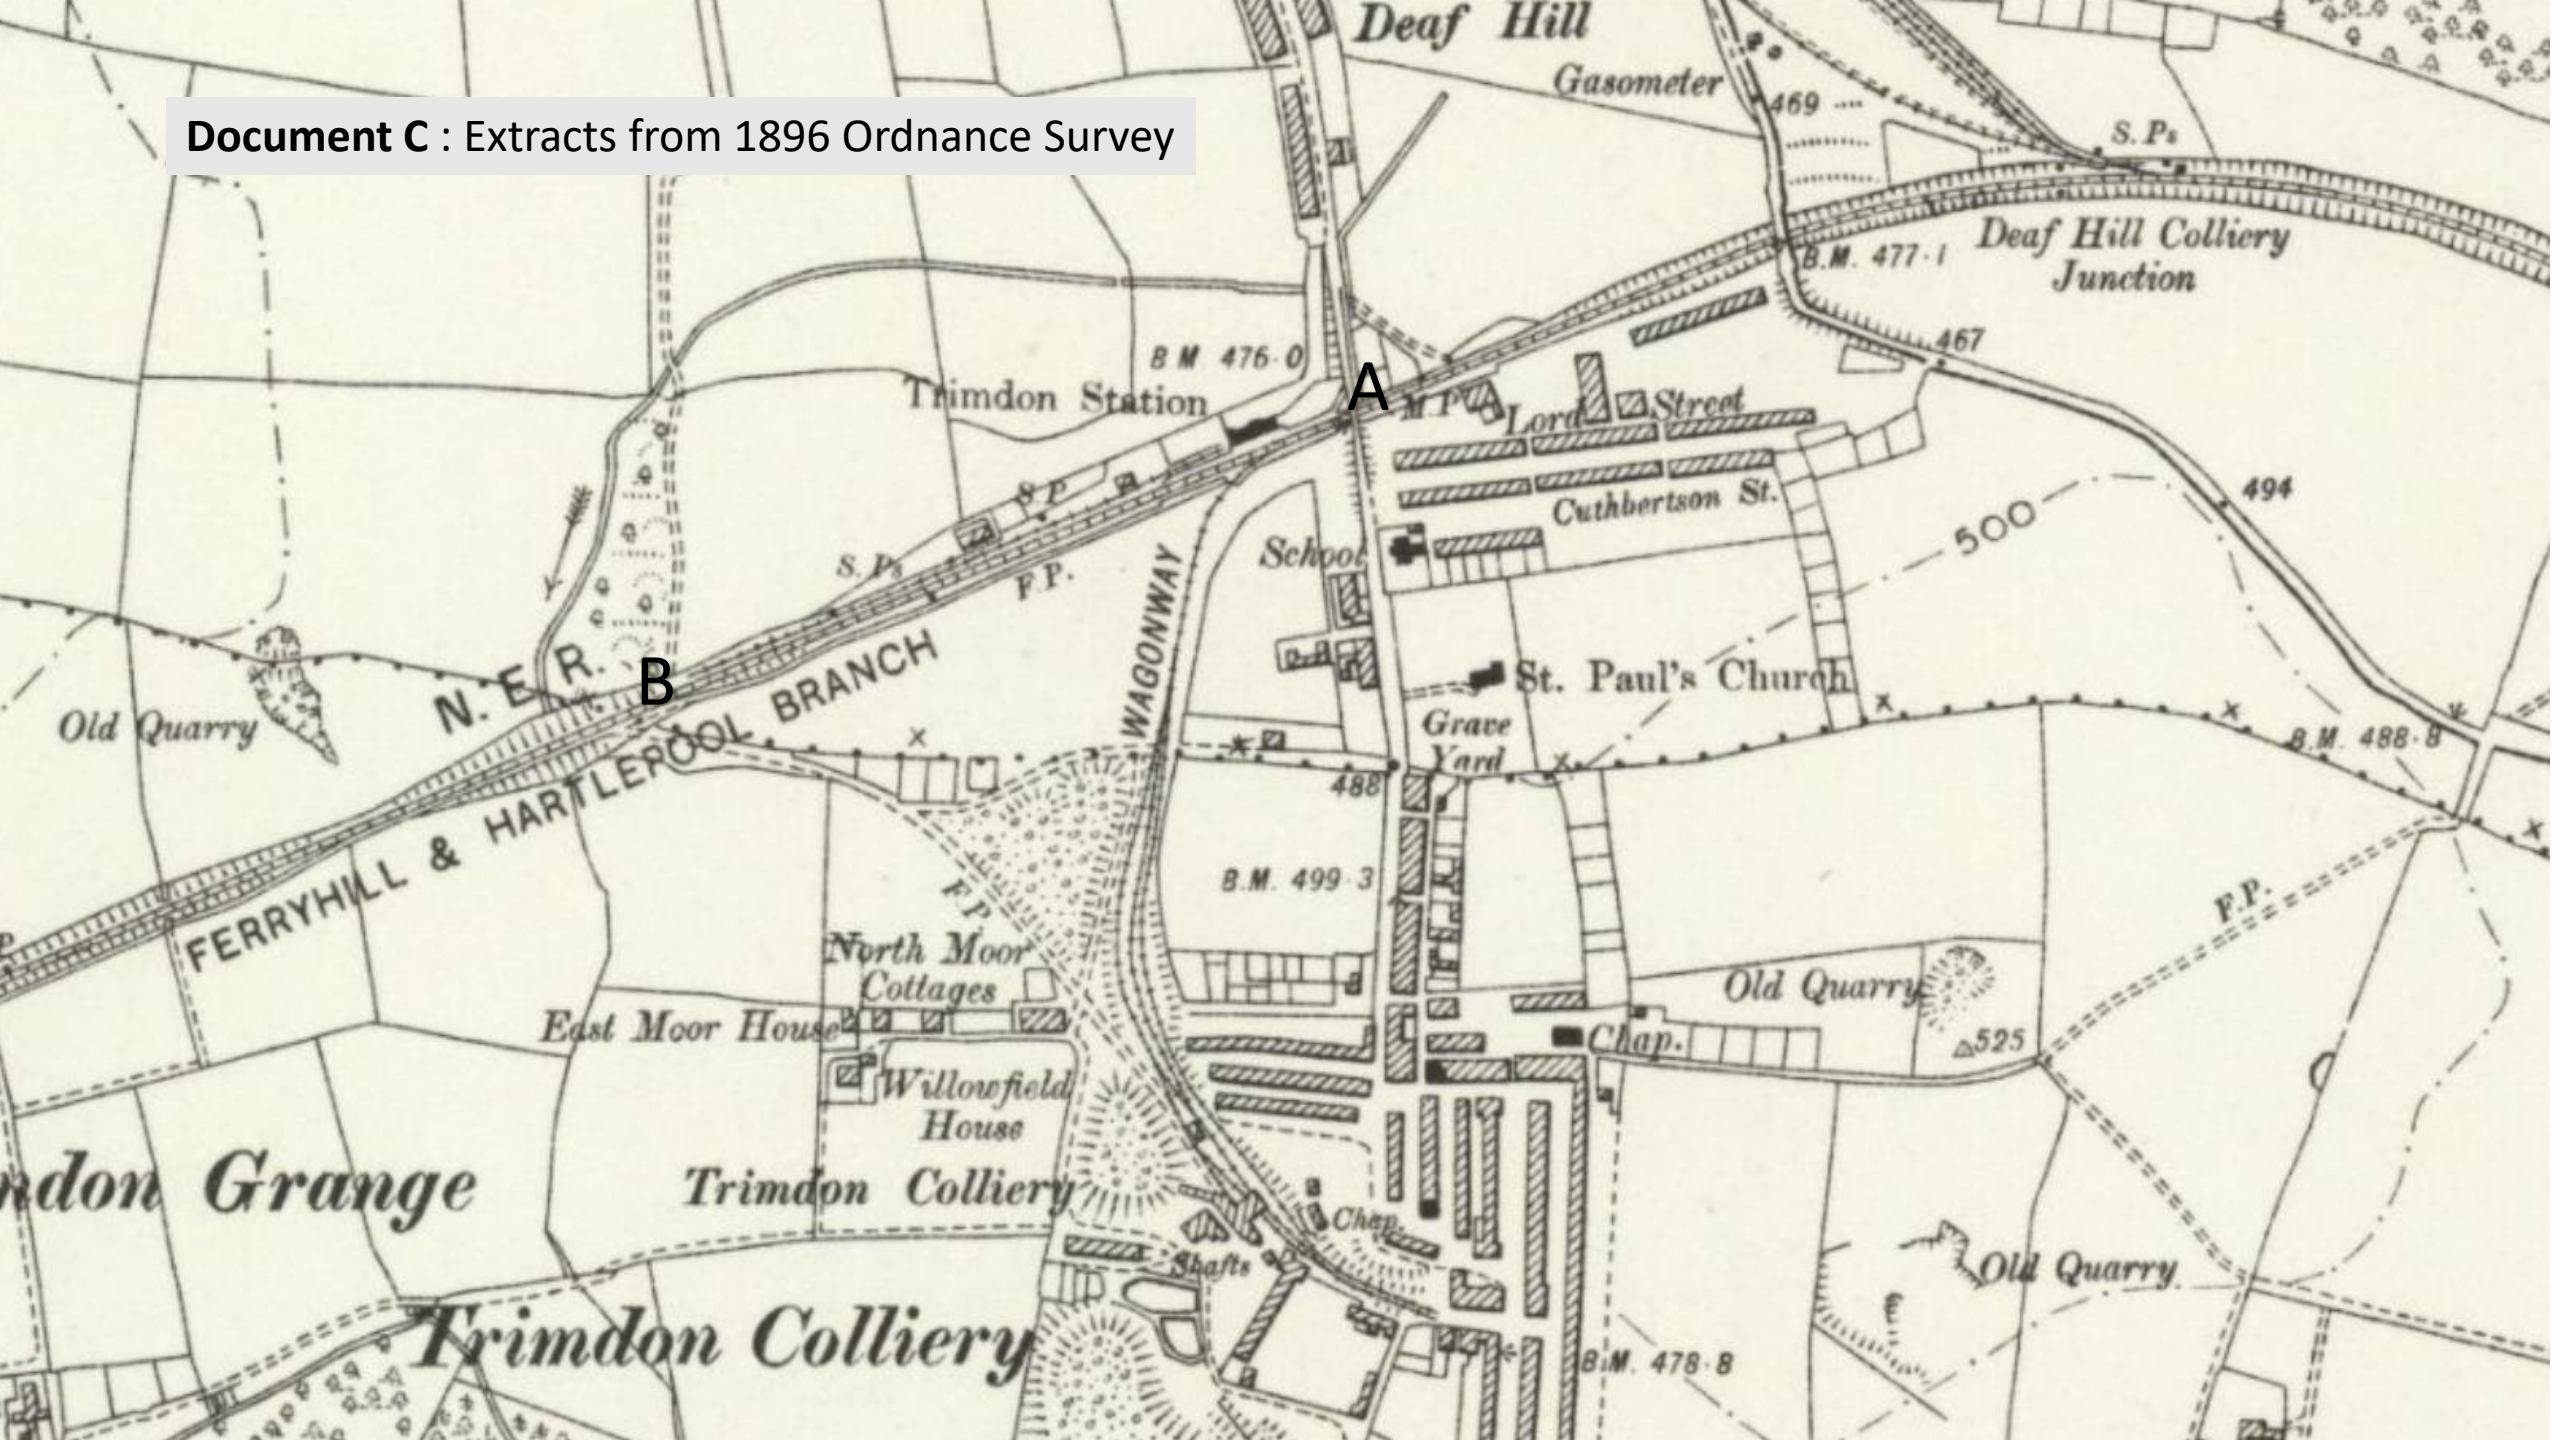 Deaf Hill
Gasometer
469
Document C : Extracts from 1896 Ordnance Survey
S. Ps
Deaf Hill Colliery
Junction
B.M. 477·1
467
B M 476·0
Trimdon Station
A
M.P
Lord Street
Cuthbertson St.
494
500
S P
S. Ps
F.P.
School
WAGONWAY
N. E. R.
B
St. Paul's Church
Old Quarry
Grave
Yard
B.M. 488·8
488
FERRYHILL & HARTLEPOOL BRANCH
B.M. 499·3
F.P.
F.P.
North Moor
Cottages
Old Quarry
East Moor House
Chap.
525
Willowfield
House
ndon Grange
Trimdon Colliery
Chap.
Shafts
Old Quarry
Trimdon Colliery
B.M. 478·8